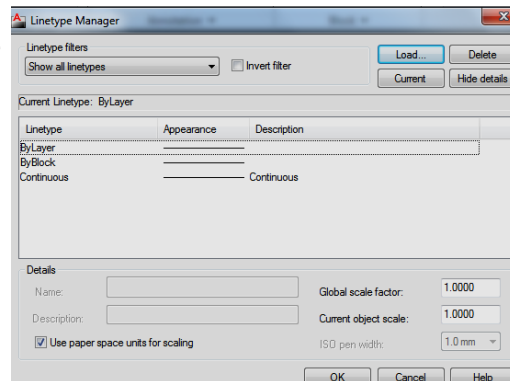 Linetype Manager
Linetype filters
Show all linetypes
Invert filter
Load...
Delete
Current
Hide details
Current Linetype: ByLayer
Linetype Appearance Description
ByLayer
ByBlock
Continuous Continuous
Details
Name:
Description:
Use paper space units for scaling
Global scale factor: 1.0000
Current object scale: 1.0000
ISO pen width: 1.0 mm
OK Cancel Help